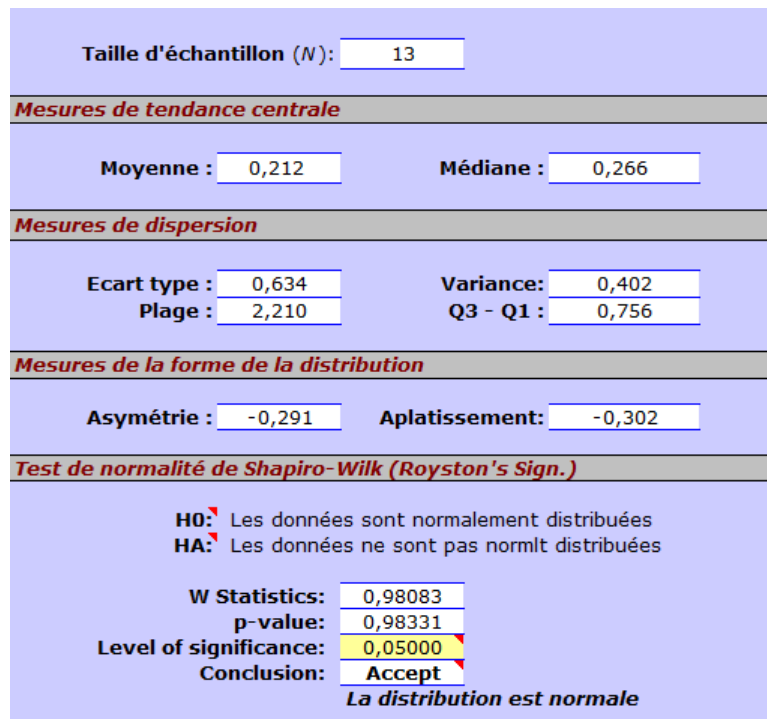 Taille d'échantillon (N): 13
Mesures de tendance centrale
Moyenne : 0,212 Médiane : 0,266
Mesures de dispersion
Ecart type : 0,634 Variance: 0,402
Plage : 2,210 Q3 - Q1 : 0,756
Mesures de la forme de la distribution
Asymétrie : -0,291 Aplatissement: -0,302
Test de normalité de Shapiro-Wilk (Royston's Sign.)
H0: Les données sont normalement distribuées
HA: Les données ne sont pas normlt distribuées
W Statistics: 0,98083
p-value: 0,98331
Level of significance: 0,05000
Conclusion: Accept
La distribution est normale